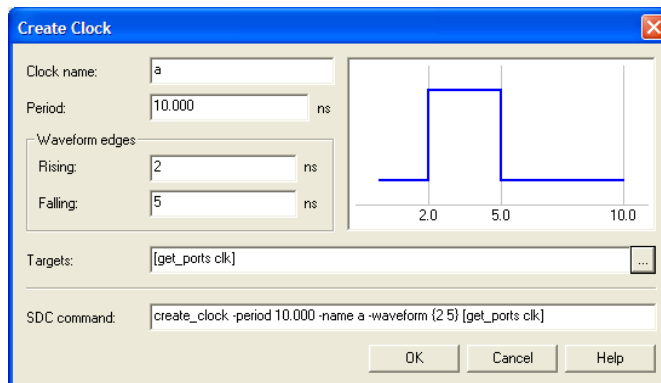 Create Clock
Clock name: a
Period: 10.000 ns
Waveform edges
Rising: 2 ns
Falling: 5 ns
2.0 5.0 10.0
Targets: [get_ports clk] ...
SDC command: create_clock -period 10.000 -name a -waveform {2 5} [get_ports clk]
OK Cancel Help